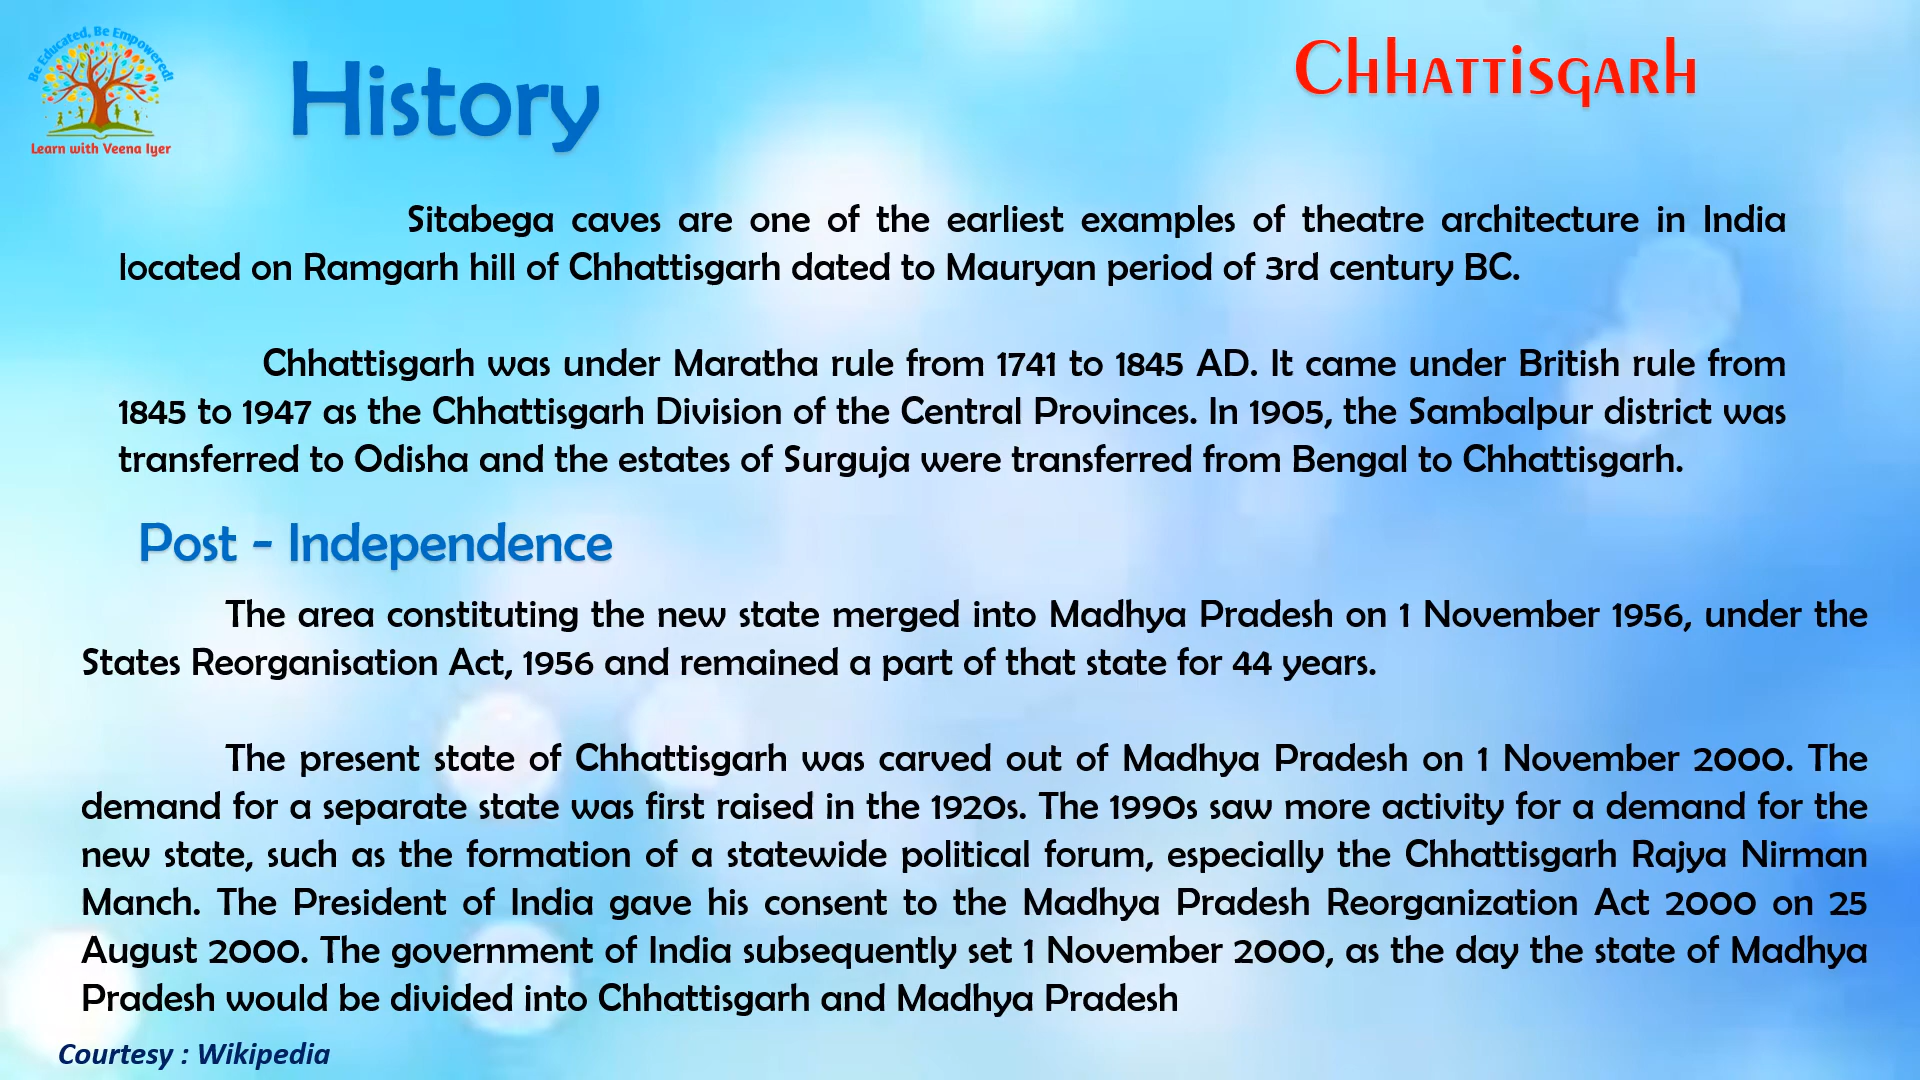 Be Educated, Be Empowered!
Learn with Veena Iyer
History
Chhattisgarh
Sitabega caves are one of the earliest examples of theatre architecture in India
located on Ramgarh hill of Chhattisgarh dated to Mauryan period of 3rd century BC.
Chhattisgarh was under Maratha rule from 1741 to 1845 AD. It came under British rule from
1845 to 1947 as the Chhattisgarh Division of the Central Provinces. In 1905, the Sambalpur district was
transferred to Odisha and the estates of Surguja were transferred from Bengal to Chhattisgarh.
Post - Independence
The area constituting the new state merged into Madhya Pradesh on 1 November 1956, under the
States Reorganisation Act, 1956 and remained a part of that state for 44 years.
The present state of Chhattisgarh was carved out of Madhya Pradesh on 1 November 2000. The
demand for a separate state was first raised in the 1920s. The 1990s saw more activity for a demand for the
new state, such as the formation of a statewide political forum, especially the Chhattisgarh Rajya Nirman
Manch. The President of India gave his consent to the Madhya Pradesh Reorganization Act 2000 on 25
August 2000. The government of India subsequently set 1 November 2000, as the day the state of Madhya
Pradesh would be divided into Chhattisgarh and Madhya Pradesh
Courtesy : Wikipedia